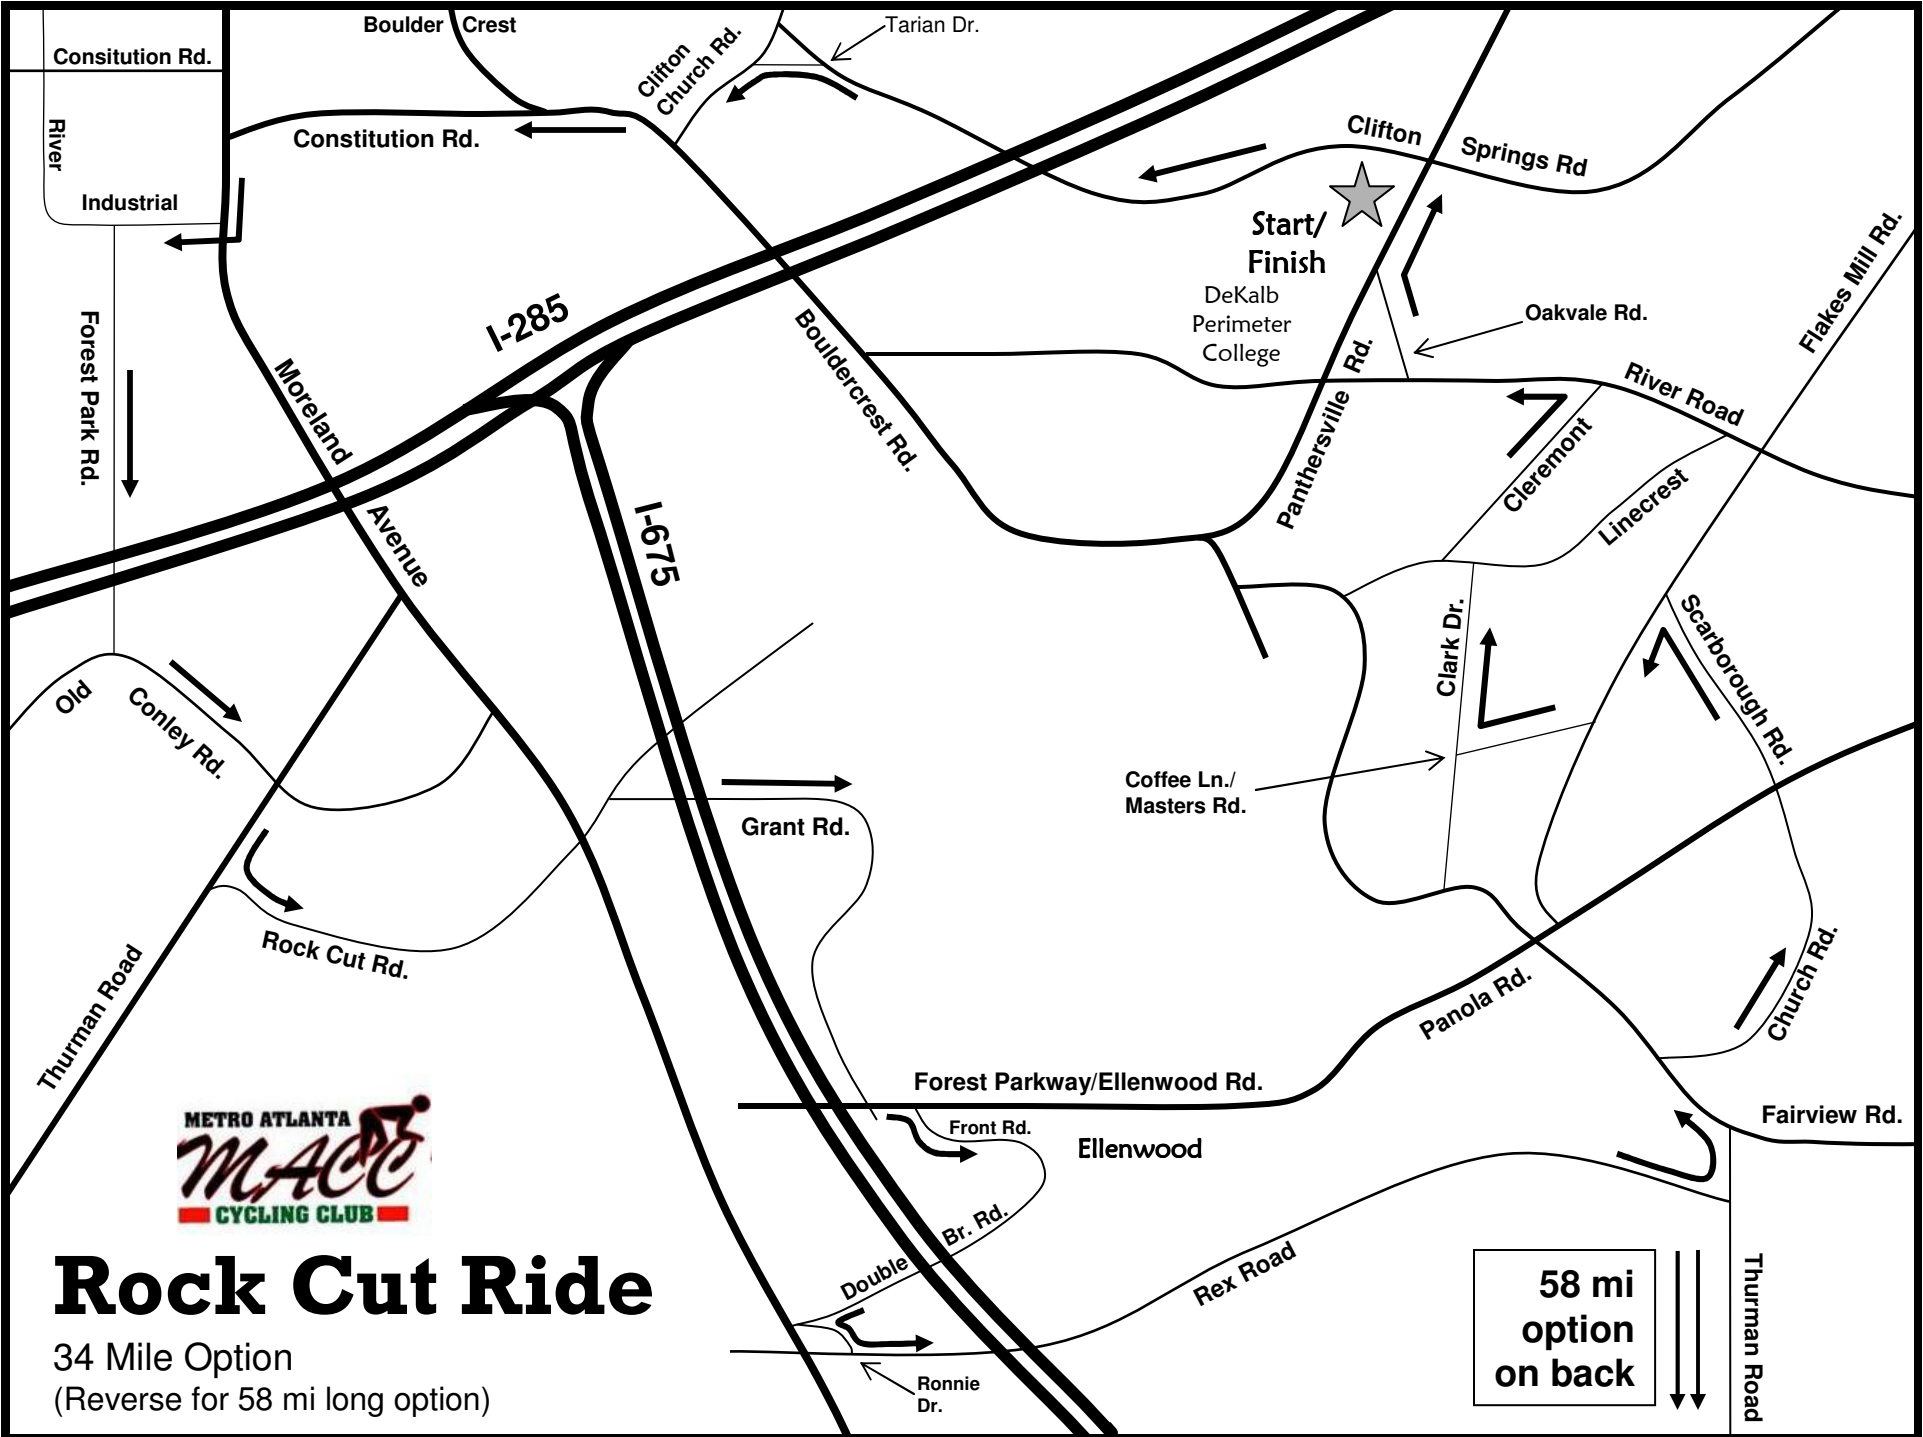 Boulder Crest
Tarian Dr.
Consitution Rd.
Clifton
Church Rd.
River
Constitution Rd.
Clifton Springs Rd
Industrial
Start/
Finish
DeKalb
Perimeter
College
Flakes Mill Rd.
Oakvale Rd.
I-285
Forest Park Rd.
Moreland Avenue
Bouldercrest Rd.
Panthersville Rd.
River Road
Cleremont
Linecrest
I-675
Clark Dr.
Scarborough Rd.
Old Conley Rd.
Coffee Ln./
Masters Rd.
Grant Rd.
Rock Cut Rd.
Thurman Road
Panola Rd.
Church Rd.
Forest Parkway/Ellenwood Rd.
Front Rd.
Ellenwood
Fairview Rd.
METRO ATLANTA
MACC
CYCLING CLUB
Double Br. Rd.
Rex Road
Rock Cut Ride
34 Mile Option
(Reverse for 58 mi long option)
Ronnie
Dr.
58 mi
option
on back
Thurman Road